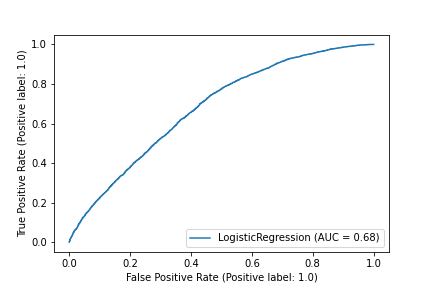 True Positive Rate (Positive label: 1.0)
1.0
0.8
0.6
0.4
0.2
0.0
LogisticRegression (AUC = 0.68)
0.0 0.2 0.4 0.6 0.8 1.0
False Positive Rate (Positive label: 1.0)